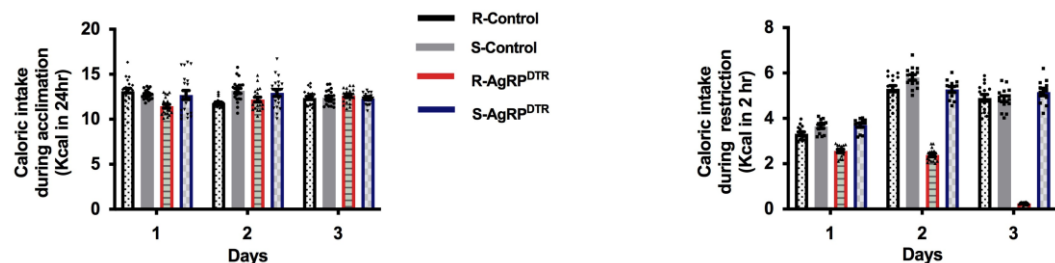 Caloric intake
during acclimation
(Kcal in 24hr)
20
15
10
5
0
1
2
3
Days
R-Control
S-Control
R-AgRPDTR
S-AgRPDTR
Caloric intake
during restriction
(Kcal in 2 hr)
8
6
4
2
0
1
2
3
Days